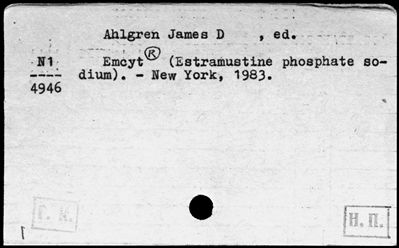 Ahlgren James D , ed.
N1 Emcyt® (Estramustine phosphate so-
---- dium). - New York, 1983.
4946
Г. К. Н. П.